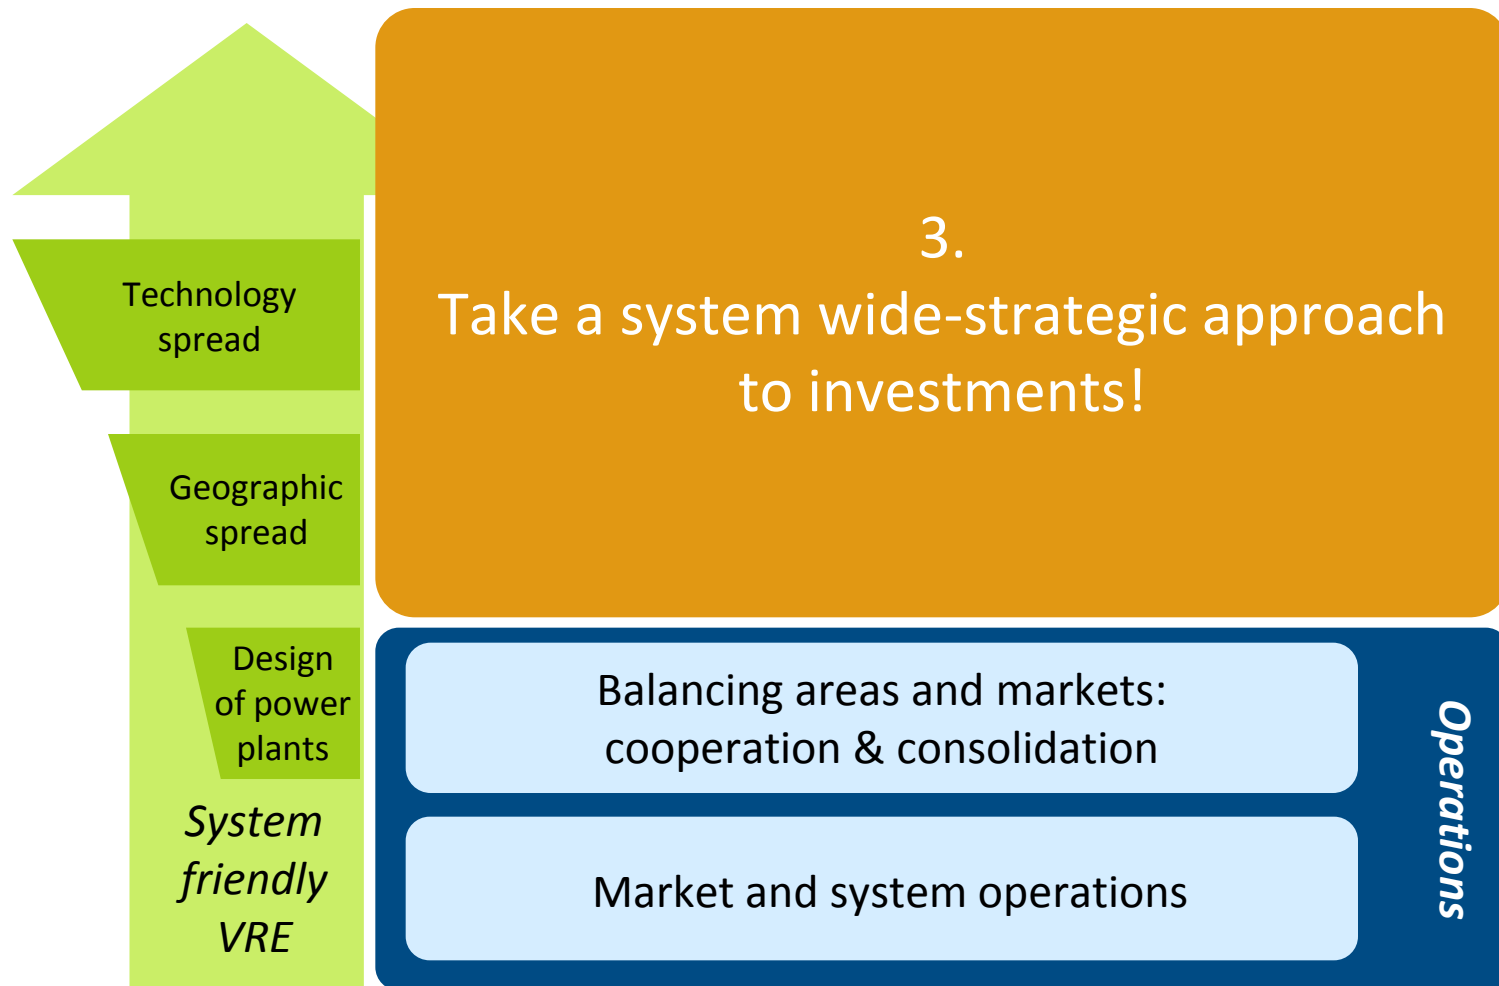 Technology
spread
Geographic
spread
Design
of power
plants
System
friendly
VRE
3.
Take a system wide-strategic approach
to investments!
Balancing areas and markets:
cooperation & consolidation
Market and system operations
Operations